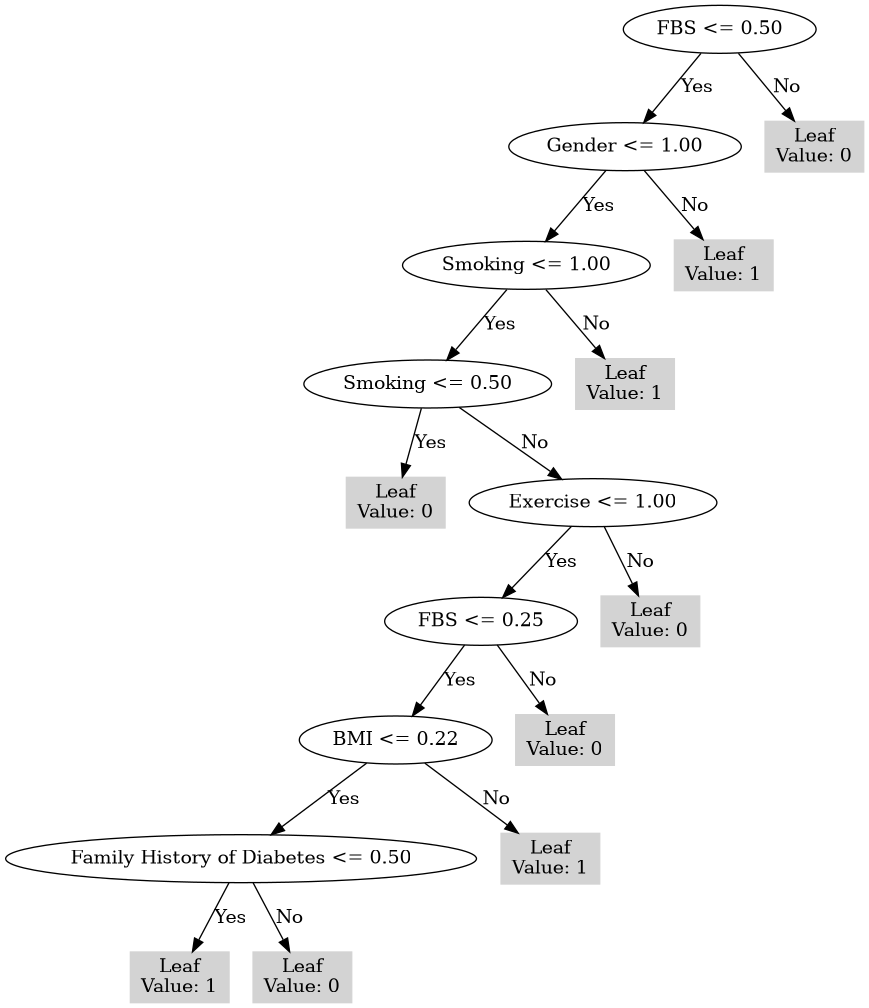 FBS <= 0.50
Yes
No
Gender <= 1.00
Leaf
Value: 0
Yes
No
Smoking <= 1.00
Leaf
Value: 1
Yes
No
Smoking <= 0.50
Leaf
Value: 1
Yes
No
Leaf
Value: 0
Exercise <= 1.00
Yes
No
FBS <= 0.25
Leaf
Value: 0
Yes
No
BMI <= 0.22
Leaf
Value: 0
Yes
No
Family History of Diabetes <= 0.50
Leaf
Value: 1
Yes
No
Leaf
Value: 1
Leaf
Value: 0